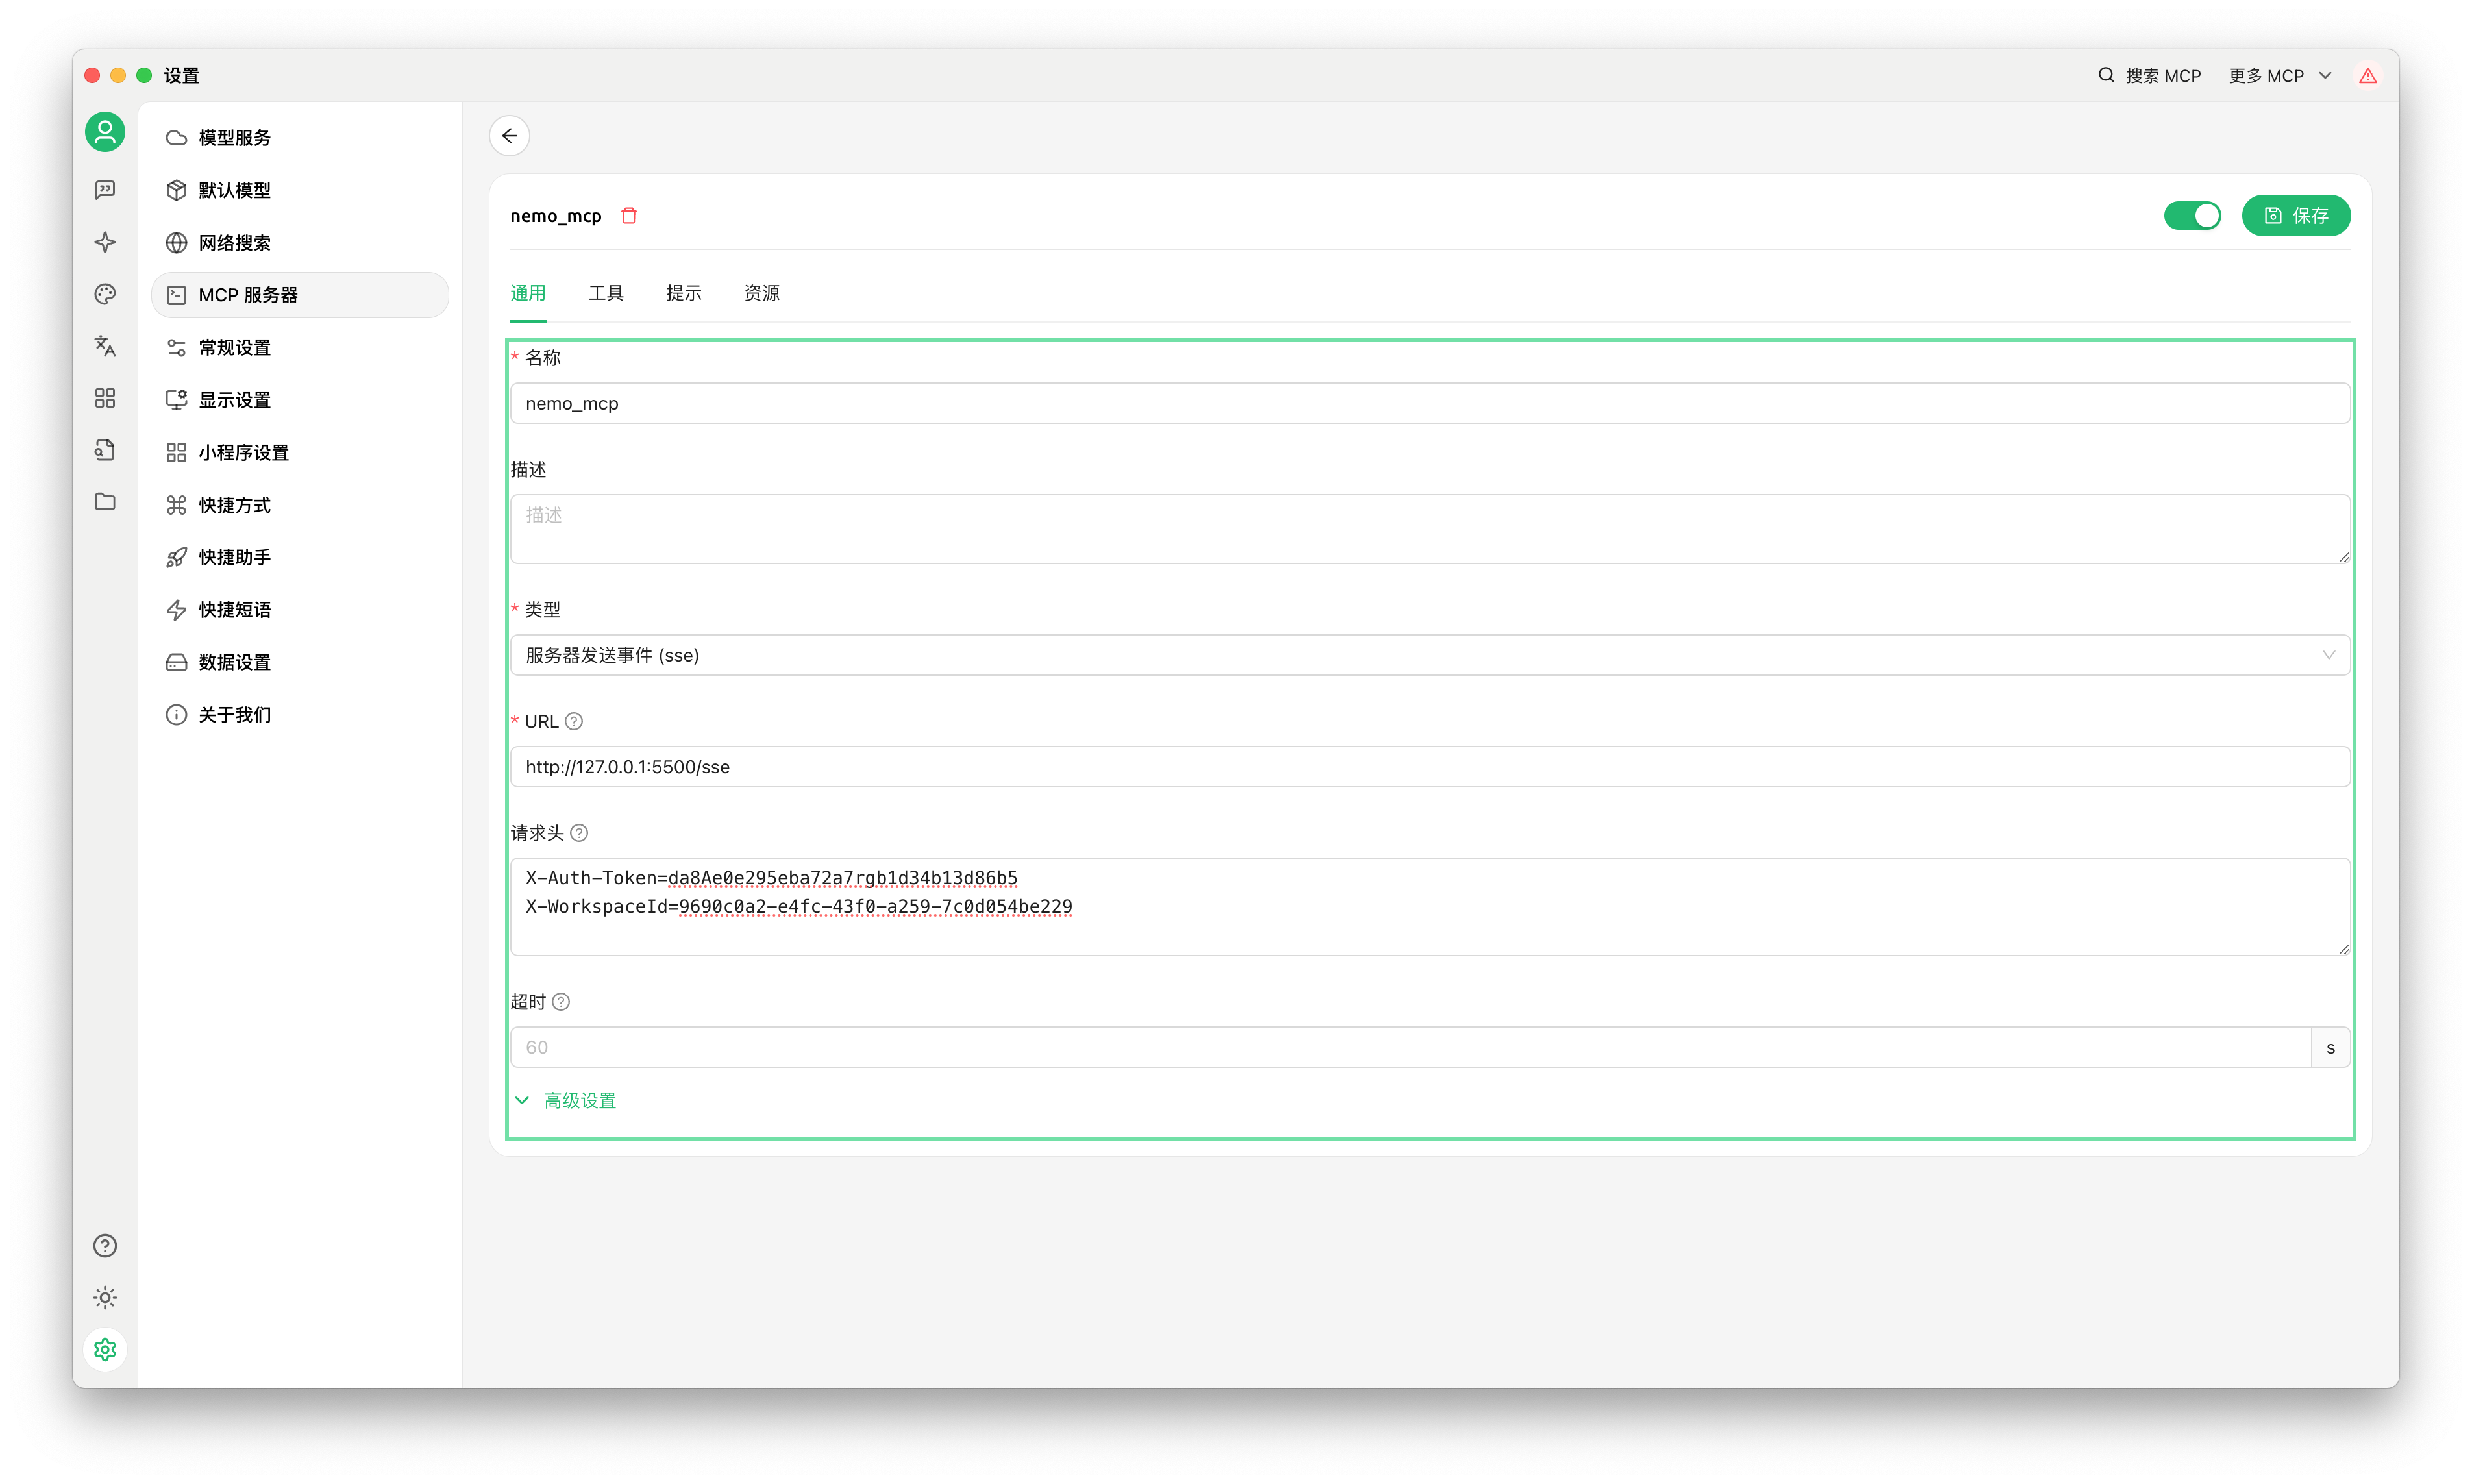 设置
搜索 MCP
更多 MCP
模型服务
默认模型
网络搜索
MCP 服务器
常规设置
显示设置
小程序设置
快捷方式
快捷助手
快捷短语
数据设置
关于我们
nemo_mcp
保存
通用
工具
提示
资源
* 名称
nemo_mcp
描述
描述
* 类型
服务器发送事件 (sse)
* URL
http://127.0.0.1:5500/sse
请求头
X-Auth-Token=da8Ae0e295eba72a7rgb1d34b13d86b5
X-WorkspaceId=9690c0a2-e4fc-43f0-a259-7c0d054be229
超时
60
s
高级设置